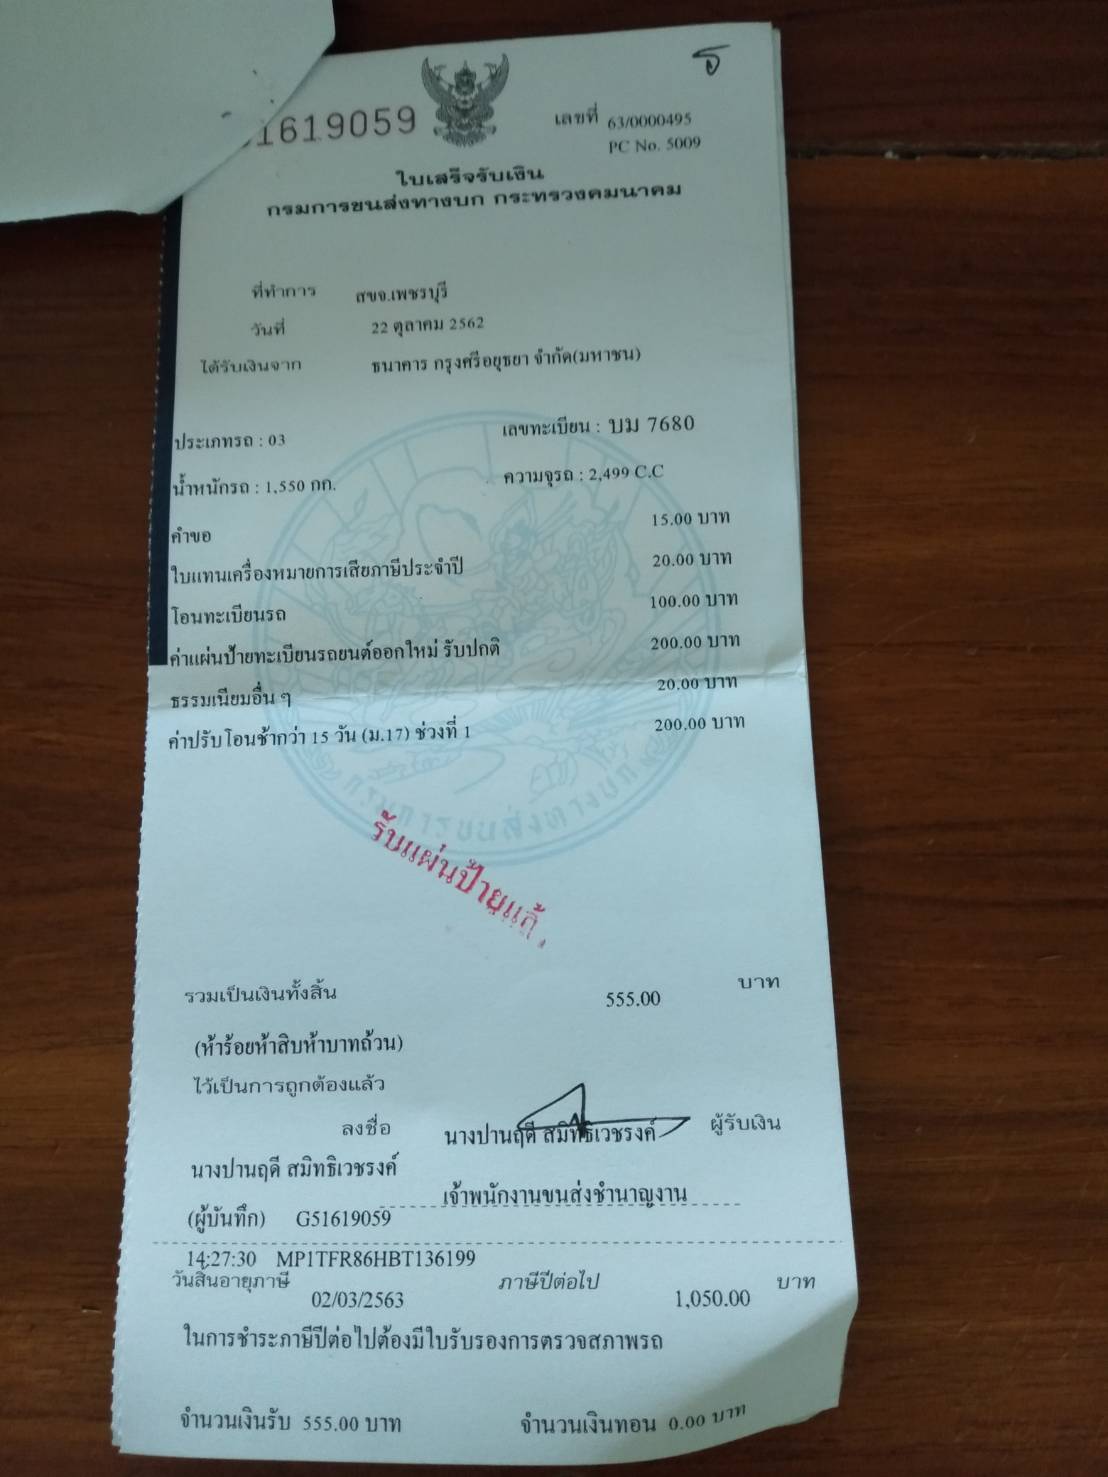 1619059
เลขที่ 63/0000495
PC No. 5009
ใบเสร็จรับเงิน
กรมการขนส่งทางบก กระทรวงคมนาคม
ที่ทำการ สขจ.เพชรบุรี
วันที่ 22 ตุลาคม 2562
ได้รับเงินจาก ธนาคาร กรุงศรีอยุธยา จำกัด(มหาชน)
ประเภทรถ : 03 เลขทะเบียน : บม 7680
น้ำหนักรถ : 1,550 กก. ความจุรถ : 2,499 C.C
คำขอ 15.00 บาท
ใบแทนเครื่องหมายการเสียภาษีประจำปี 20.00 บาท
โอนทะเบียนรถ 100.00 บาท
ค่าแผ่นป้ายทะเบียนรถยนต์ออกใหม่ รับปกติ 200.00 บาท
ธรรมเนียมอื่น ๆ 20.00 บาท
ค่าปรับโอนช้ากว่า 15 วัน (ม.17) ช่วงที่ 1 200.00 บาท
กรมการขนส่งทางบก
รับแผ่นป้ายแล้ว
รวมเป็นเงินทั้งสิ้น 555.00 บาท
(ห้าร้อยห้าสิบห้าบาทถ้วน)
ไว้เป็นการถูกต้องแล้ว
ลงชื่อ นางปานฤดี สมิทธิเวชรงค์ ผู้รับเงิน
นางปานฤดี สมิทธิเวชรงค์
เจ้าพนักงานขนส่งชำนาญงาน
(ผู้บันทึก) G51619059
14:27:30 MP1TFR86HBT136199
วันสิ้นอายุภาษี ภาษีปีต่อไป บาท
02/03/2563 1,050.00
ในการชำระภาษีปีต่อไปต้องมีใบรับรองการตรวจสภาพรถ
จำนวนเงินรับ 555.00 บาท จำนวนเงินทอน 0.00 บาท